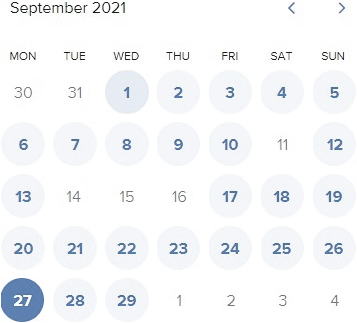 September 2021
MON TUE WED THU FRI SAT SUN
30 31 1 2 3 4 5
6 7 8 9 10 11 12
13 14 15 16 17 18 19
20 21 22 23 24 25 26
27 28 29 1 2 3 4